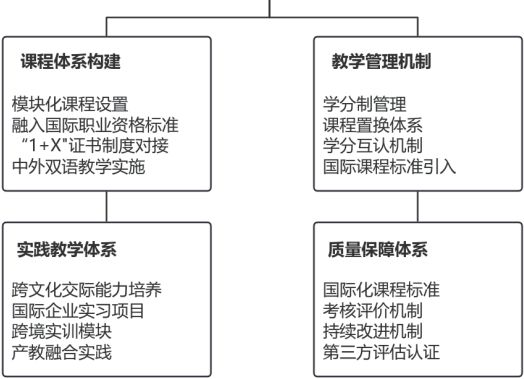 课程体系构建
模块化课程设置
融入国际职业资格标准
“1+X"证书制度对接
中外双语教学实施
教学管理机制
学分制管理
课程置换体系
学分互认机制
国际课程标准引入
实践教学体系
跨文化交际能力培养
国际企业实习项目
跨境实训模块
产教融合实践
质量保障体系
国际化课程标准
考核评价机制
持续改进机制
第三方评估认证